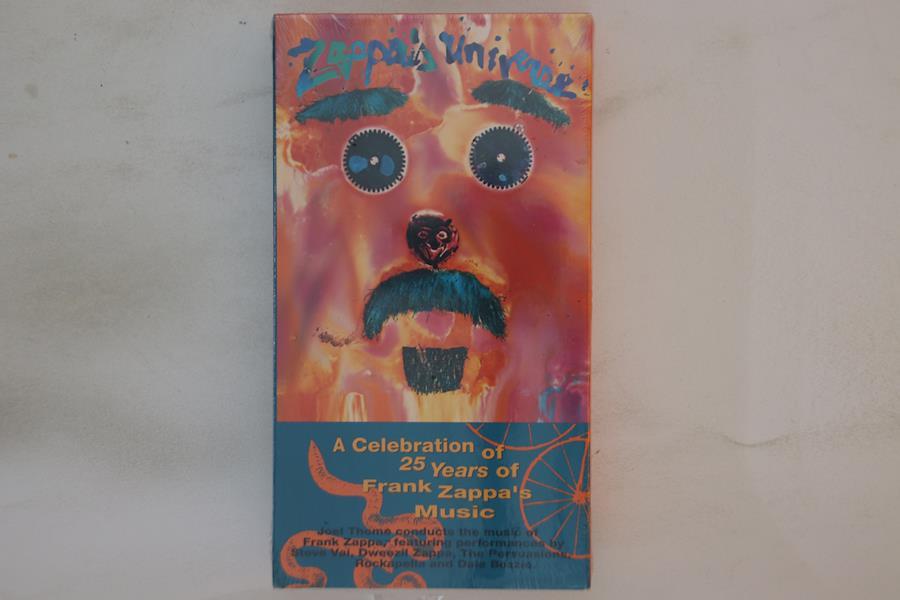 Zappa's Universe
A Celebration of
25 Years of
Frank Zappa's
Music
Joel Thome conducts the music of
Frank Zappa, featuring performances by
Steve Vai, Dweezil Zappa, The Persuasions,
Rockapella and Dale Bozzio.